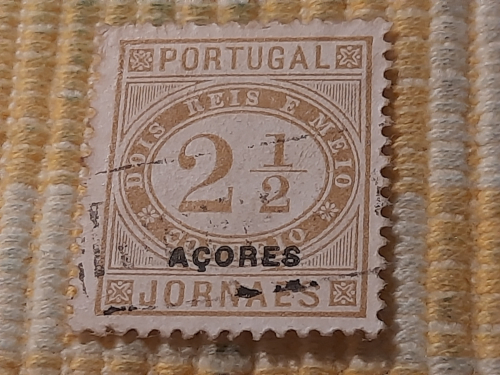 PORTUGAL
DOIS REIS E MEIO
2 1/2
AÇORES
JORNAES